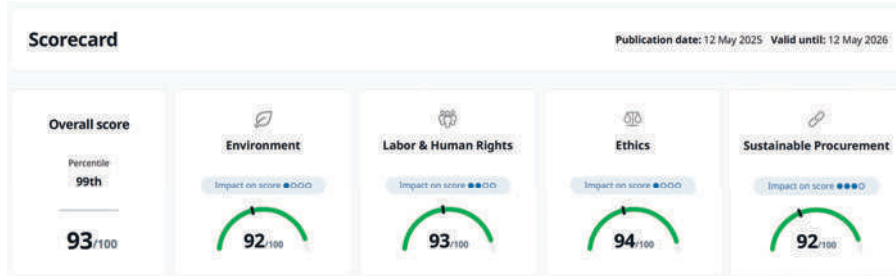 Scorecard
Publication date: 12 May 2025 Valid until: 12 May 2026
Overall score
Percentile
99th
93/100
Environment
Impact on score
92/100
Labor & Human Rights
Impact on score
93/100
Ethics
Impact on score
94/100
Sustainable Procurement
Impact on score
92/100